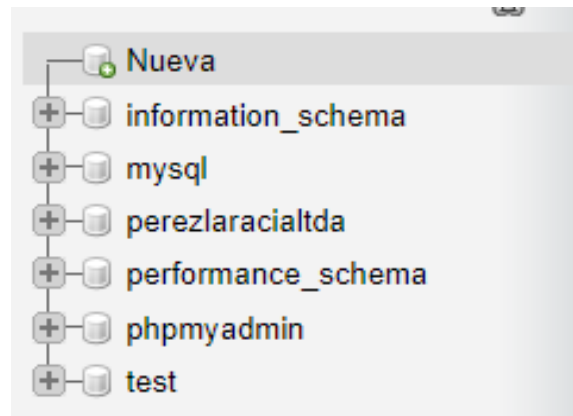 Nueva
information_schema
mysql
perezlaracialtda
performance_schema
phpmyadmin
test